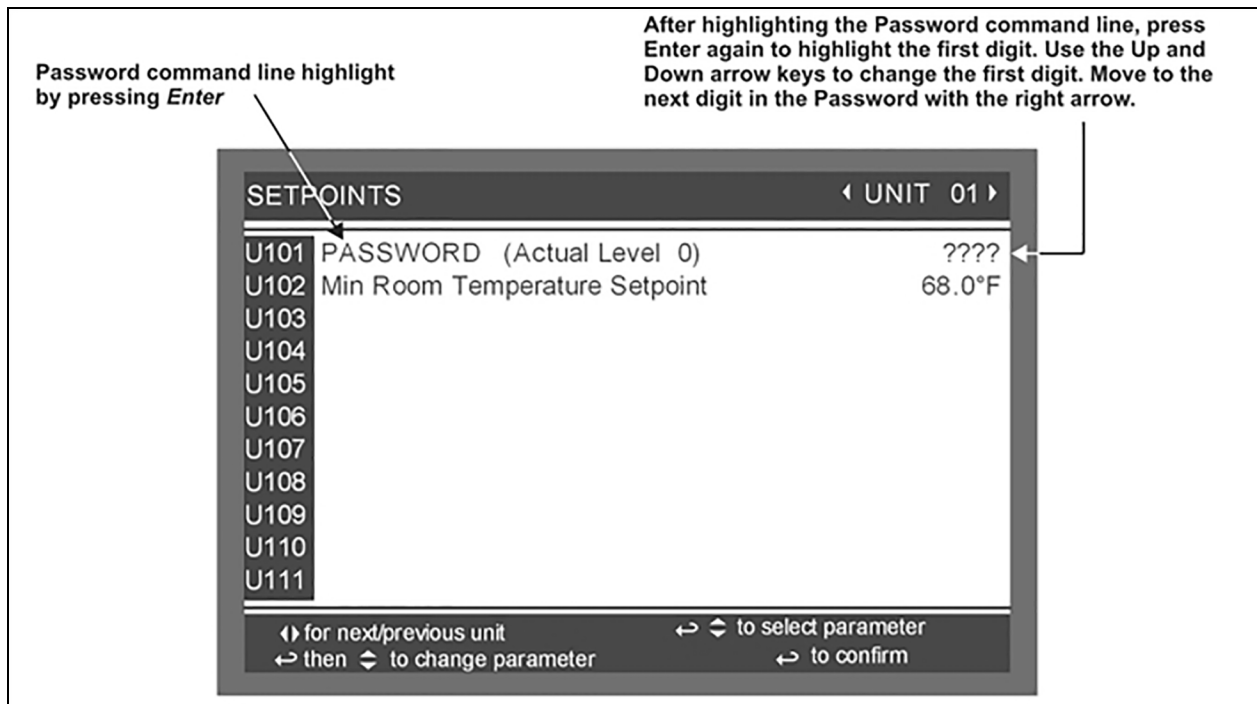 After highlighting the Password command line, press
Enter again to highlight the first digit. Use the Up and
Down arrow keys to change the first digit. Move to the
next digit in the Password with the right arrow.
Password command line highlight
by pressing Enter
SETPOINTS UNIT 01
U101 PASSWORD (Actual Level 0) ????
U102 Min Room Temperature Setpoint 68.0°F
U103
U104
U105
U106
U107
U108
U109
U110
U111
for next/previous unit
to select parameter
then to change parameter
to confirm